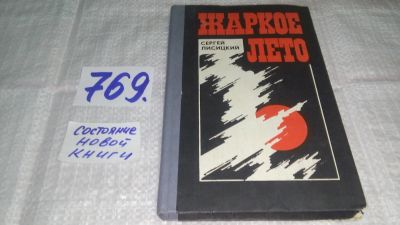 769.
СОСТОЯНИЕ
НОВОЙ
КНИГИ
ЖАРКОЕ
СЕРГЕЙ
ЛИСИЦКИЙ
ЛЕТО